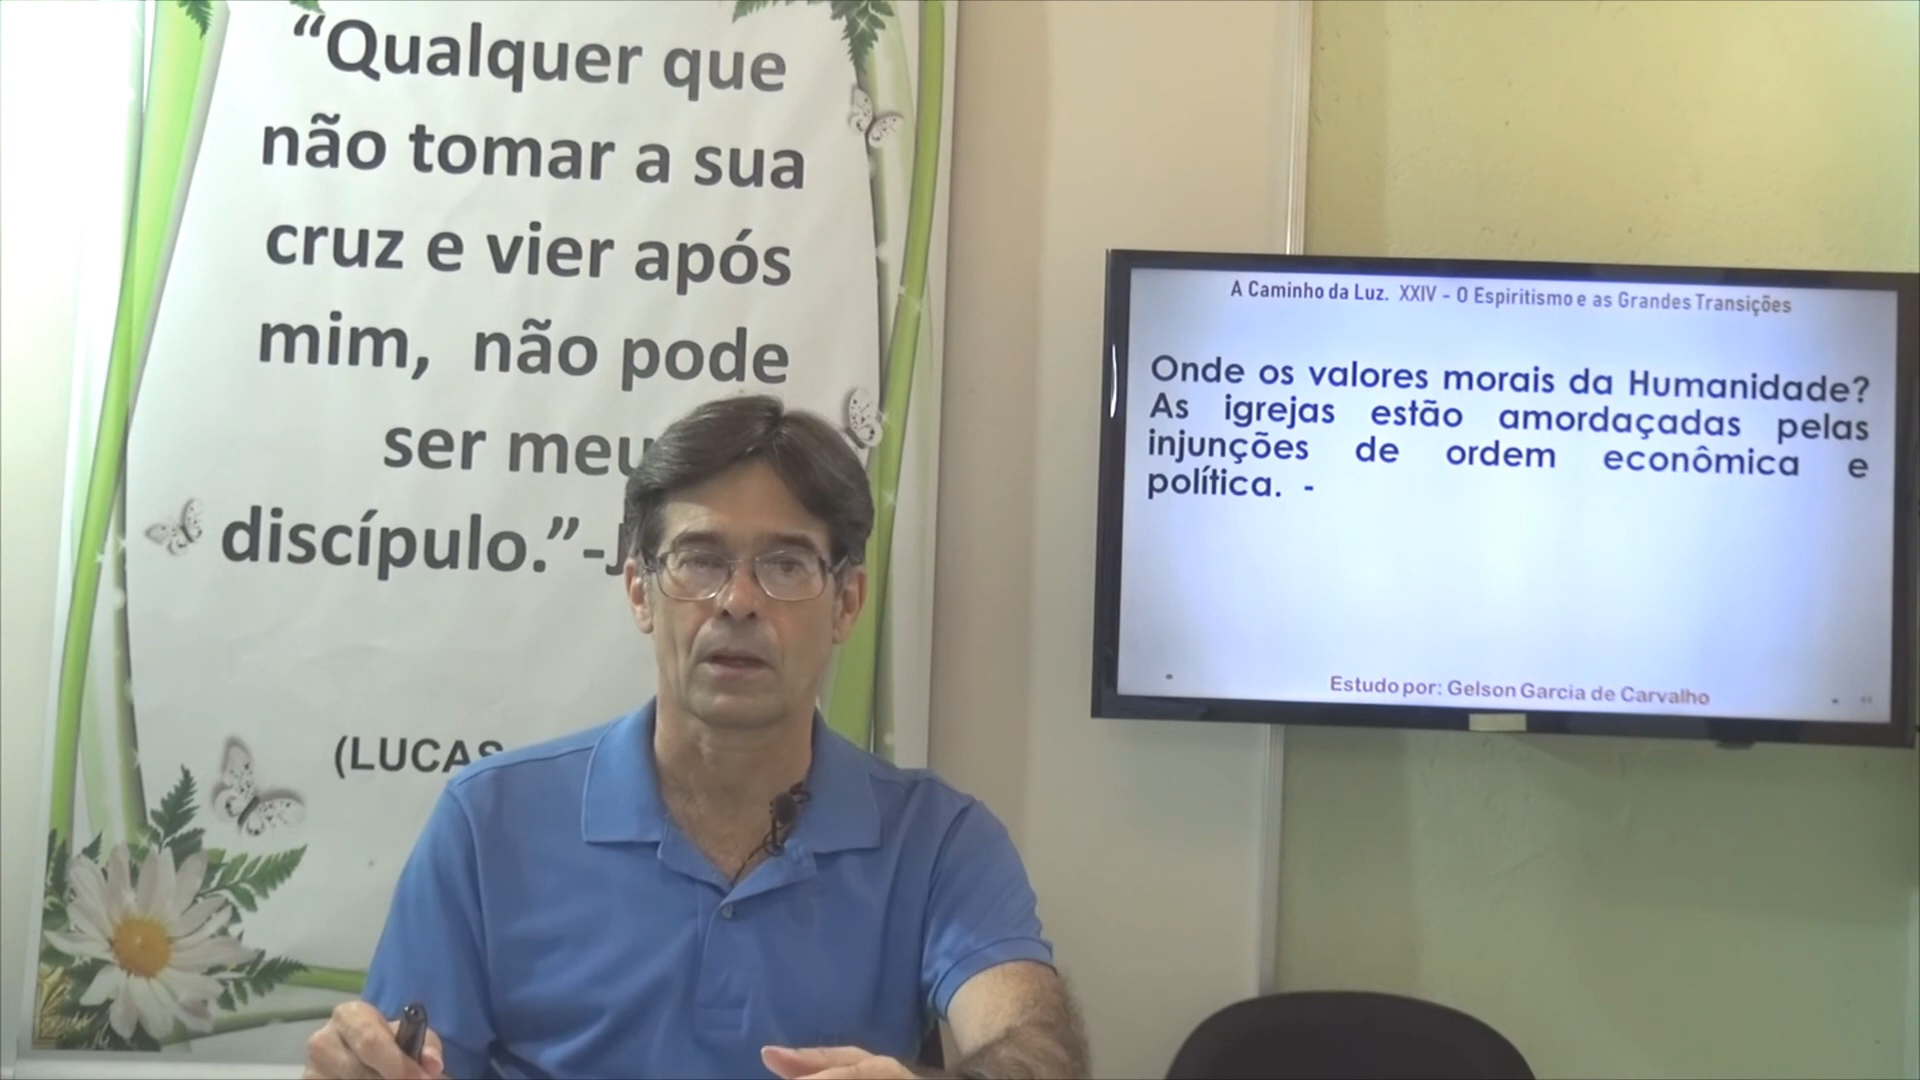 “Qualquer que
não tomar a sua
cruz e vier após
mim, não pode
ser meu
discípulo.”-J
(LUCAS
A Caminho da Luz. XXIV - O Espiritismo e as Grandes Transições
Onde os valores morais da Humanidade?
As igrejas estão amordaçadas pelas
injunções de ordem econômica e
política. -
Estudo por: Gelson Garcia de Carvalho